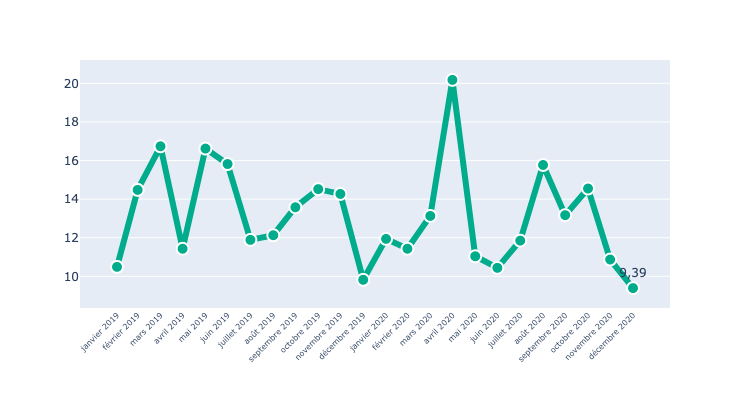 20
18
16
14
12
10
9,39
janvier 2019
février 2019
mars 2019
avril 2019
mai 2019
juin 2019
juillet 2019
août 2019
septembre 2019
octobre 2019
novembre 2019
décembre 2019
janvier 2020
février 2020
mars 2020
avril 2020
mai 2020
juin 2020
juillet 2020
août 2020
septembre 2020
octobre 2020
novembre 2020
décembre 2020